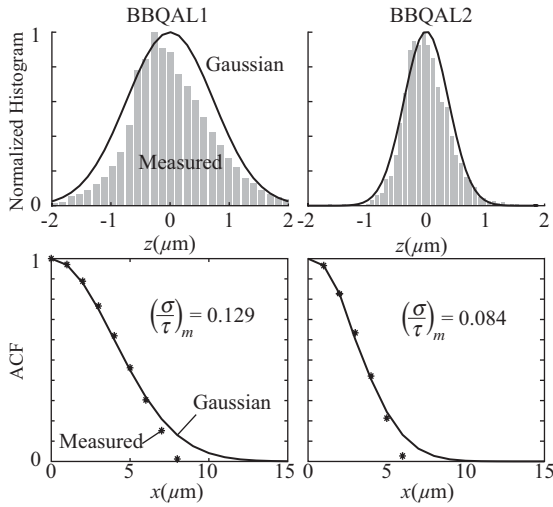 BBQAL1
BBQAL2
Normalized Histogram
1
0
Gaussian
Measured
-2 -1 0 1 2
z(μm)
-2 -1 0 1 2
z(μm)
ACF
1
0
(σ/τ)m = 0.129
Gaussian
Measured
0 5 10 15
x(μm)
(σ/τ)m = 0.084
0 5 10 15
x(μm)